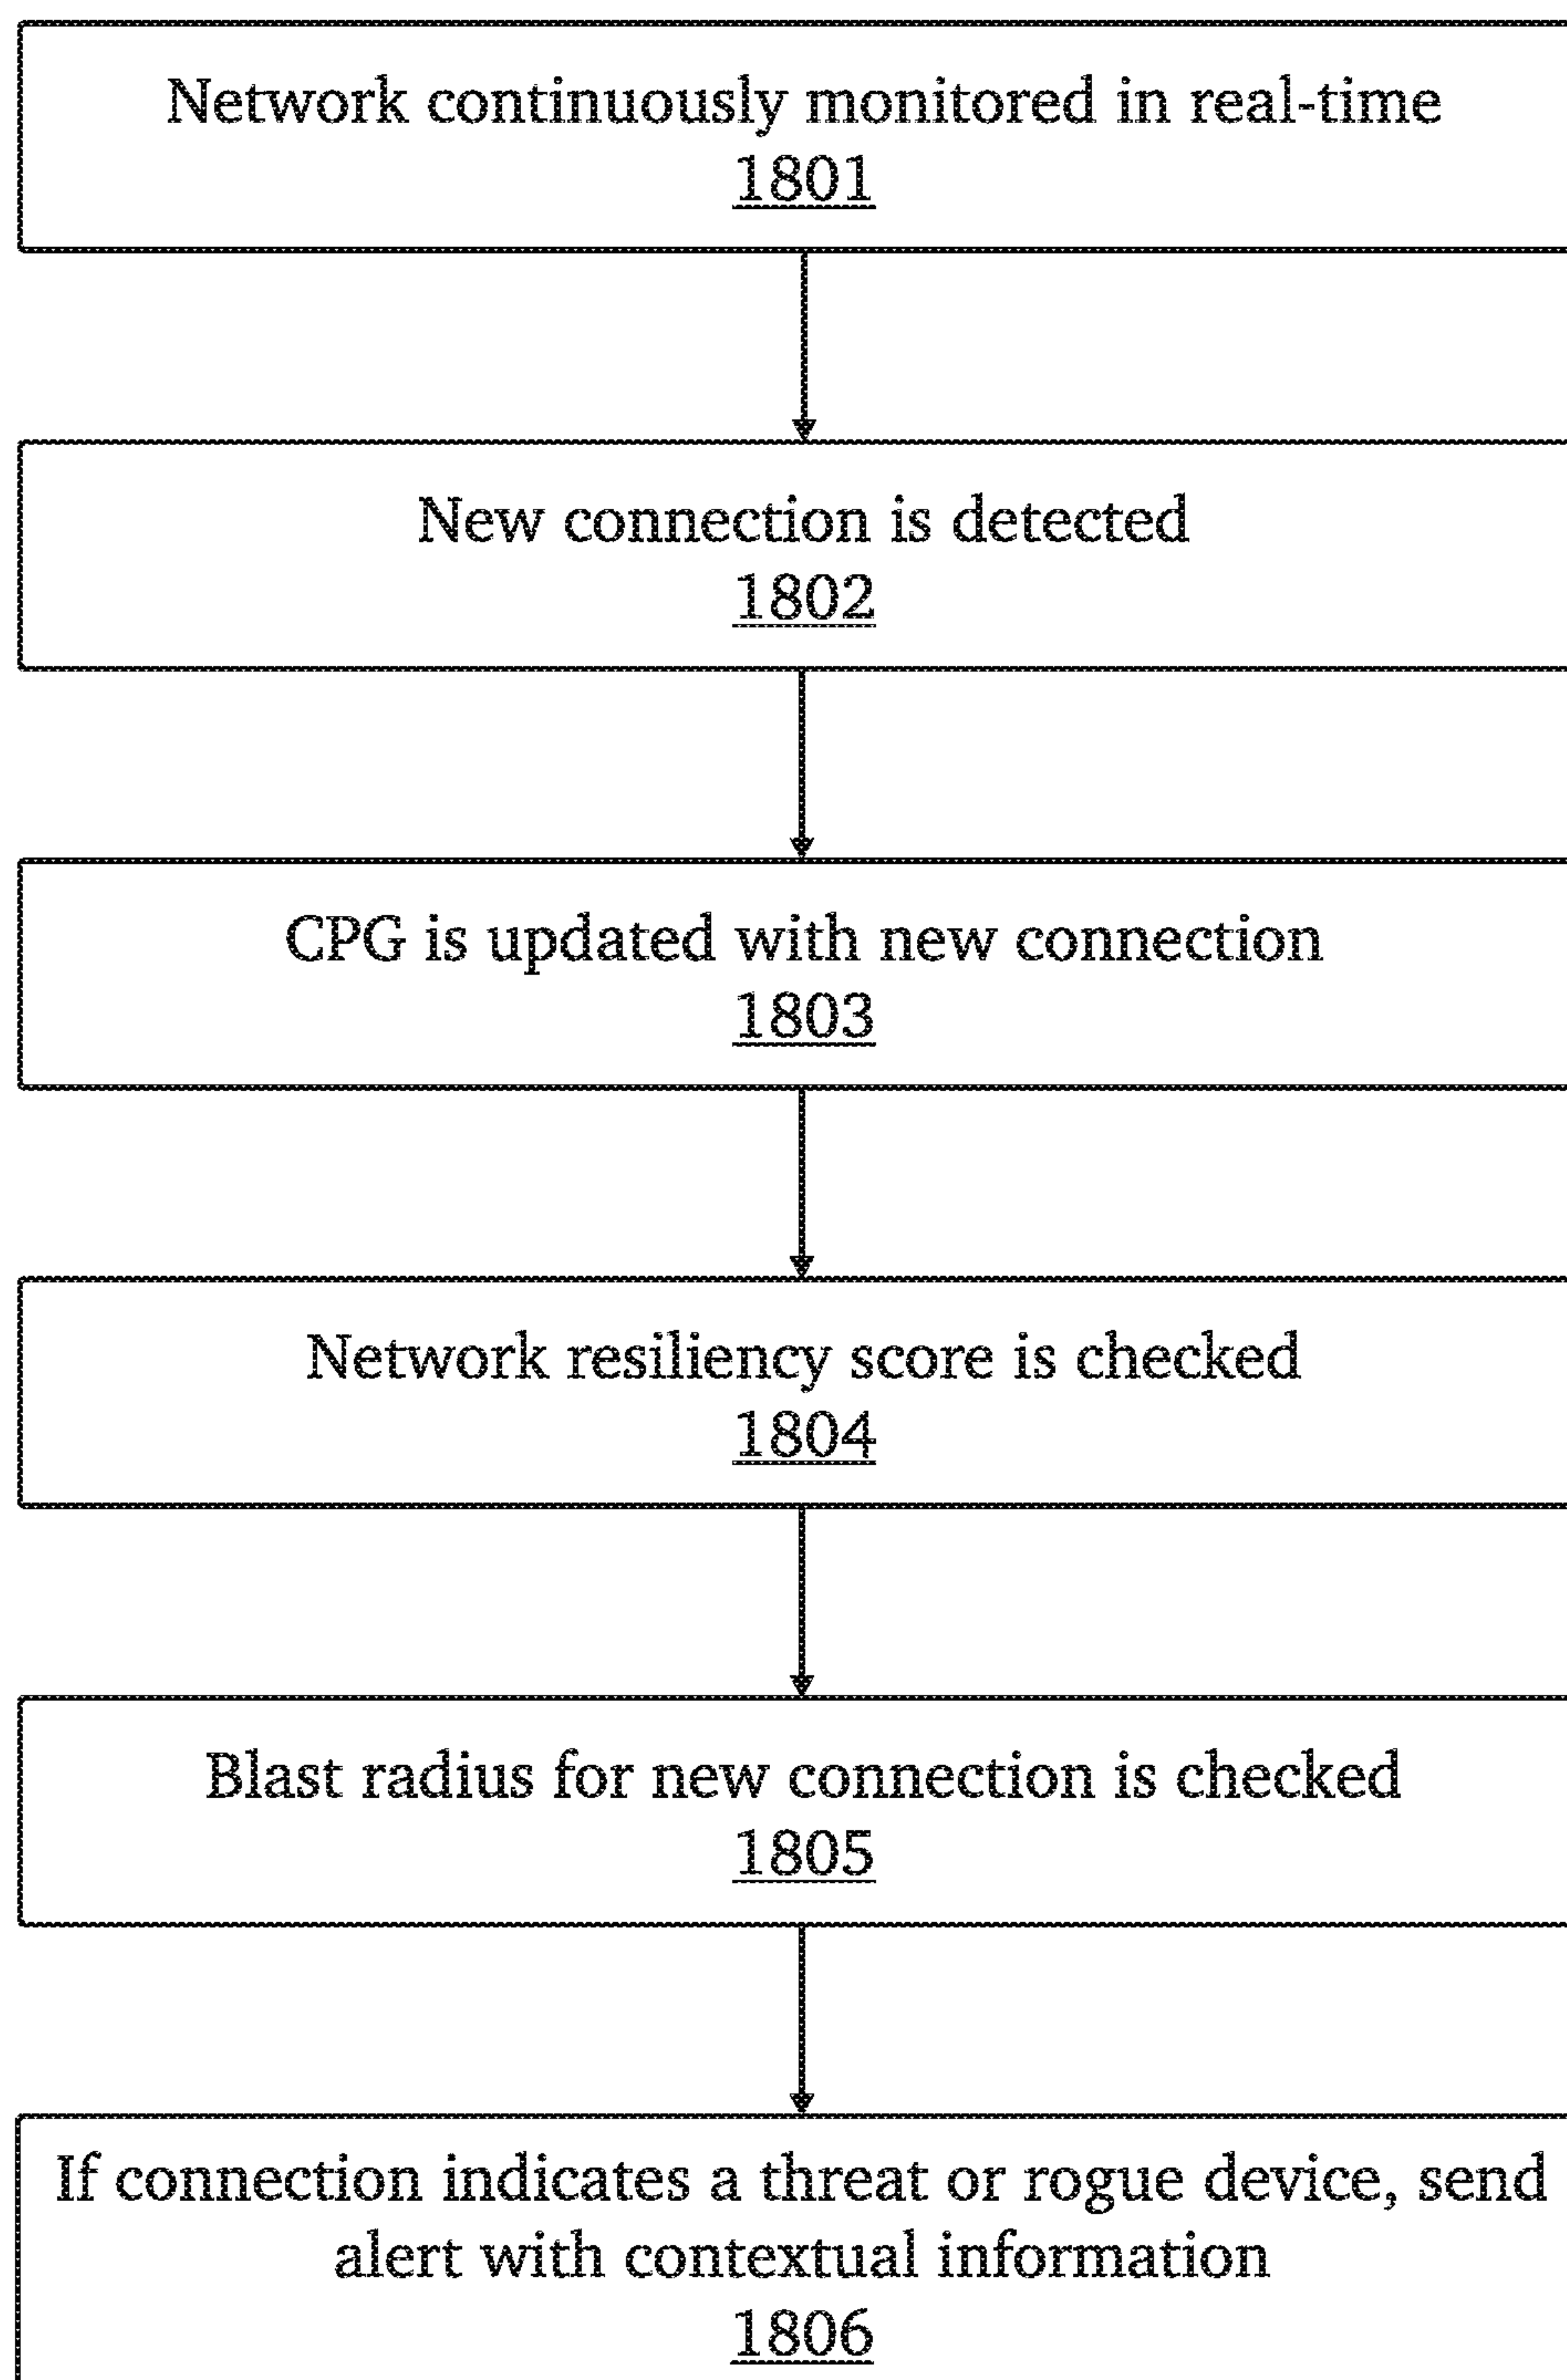 Network continuously monitored in real-time
1801
New connection is detected
1802
CPG is updated with new connection
1803
Network resiliency score is checked
1804
Blast radius for new connection is checked
1805
If connection indicates a threat or rogue device, send
alert with contextual information
1806